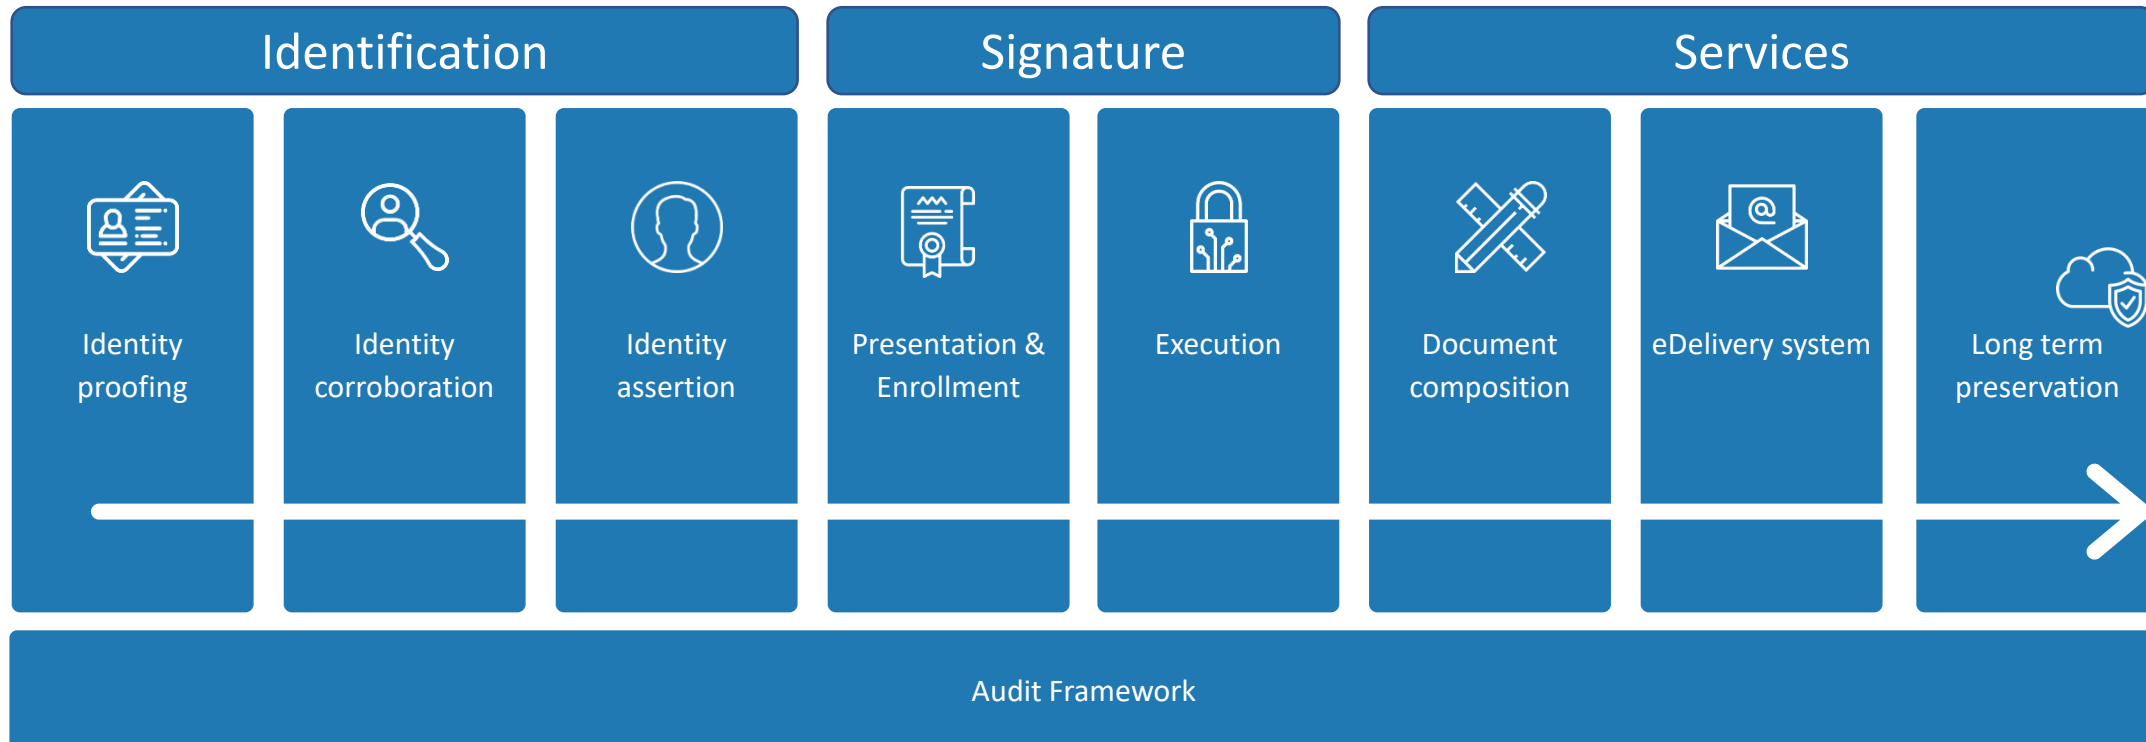 Identification
Signature
Services
Identity
proofing
Identity
corroboration
Identity
assertion
Presentation &
Enrollment
Execution
Document
composition
@
eDelivery system
Long term
preservation
Audit Framework